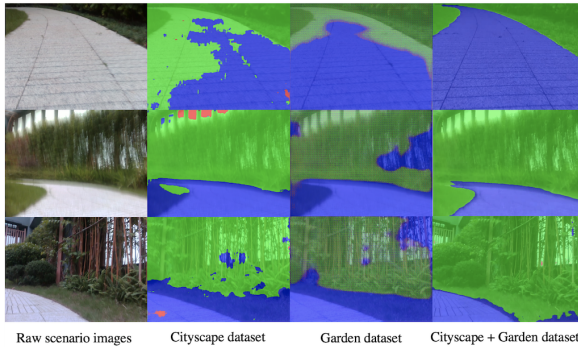 Raw scenario images
Cityscape dataset
Garden dataset
Cityscape + Garden dataset